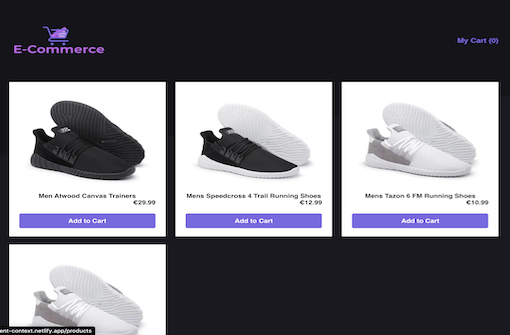 E-Commerce
My Cart (0)
Men Atwood Canvas Trainers
€29.99
Add to Cart
Mens Speedcross 4 Trail Running Shoes
€12.99
Add to Cart
Mens Tazon 6 FM Running Shoes
€10.99
Add to Cart
ent-context.netlify.app/products